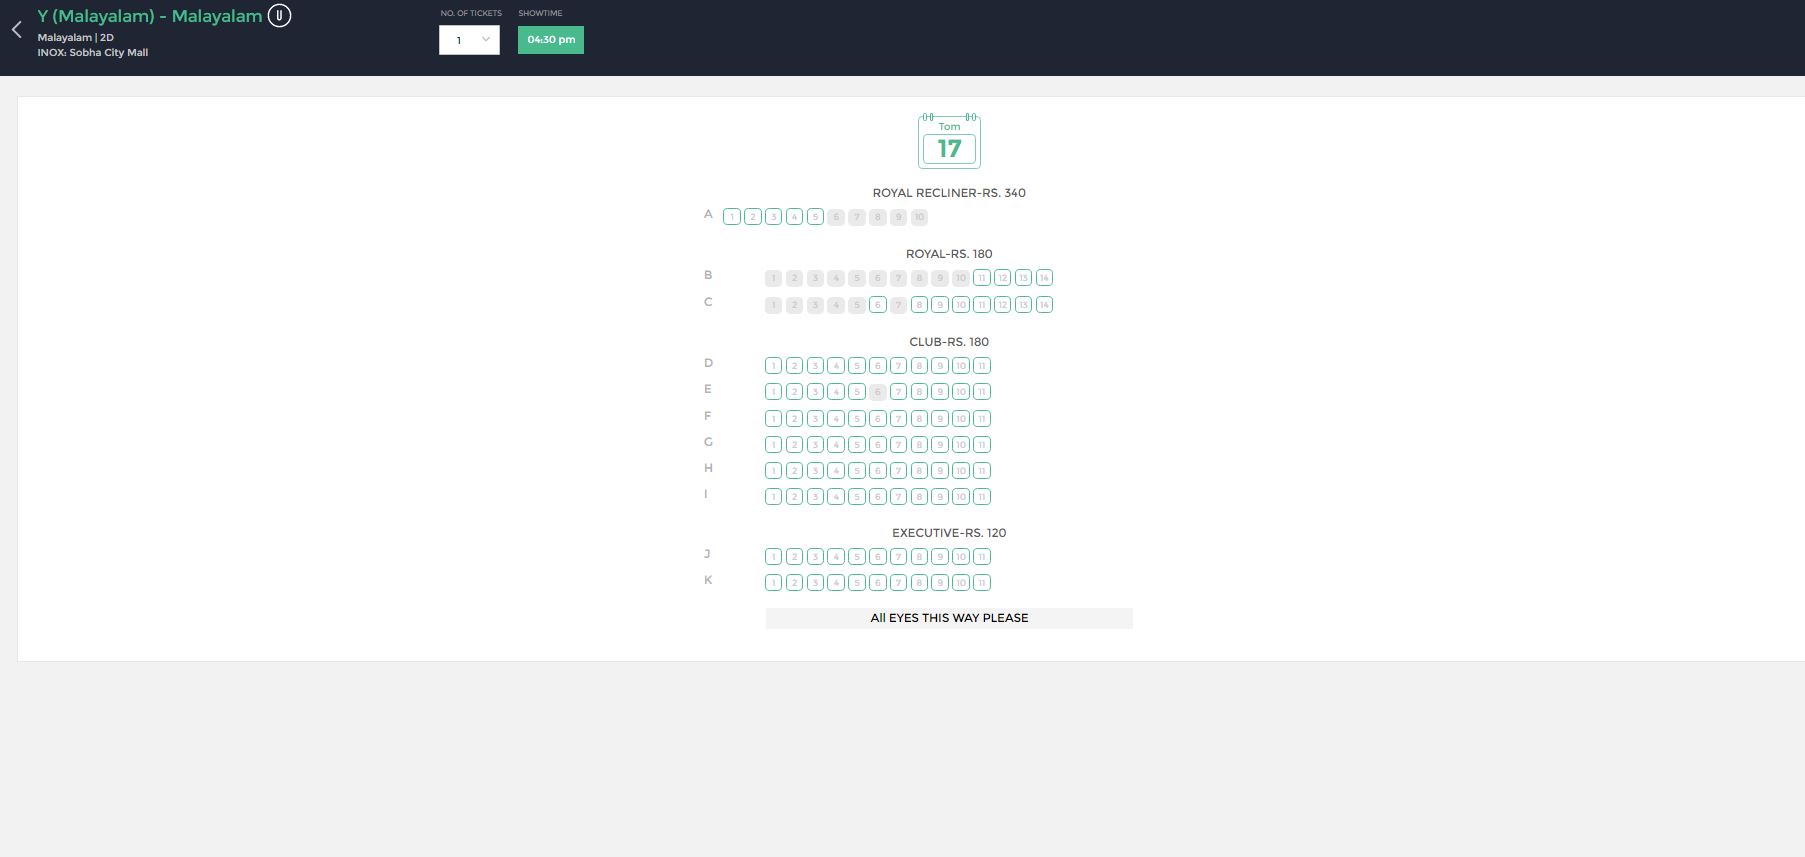 Y (Malayalam) - Malayalam U
Malayalam | 2D
INOX: Sobha City Mall
NO. OF TICKETS SHOWTIME
1 04:30 pm
Tom
17
ROYAL RECLINER-RS. 340
A 1 2 3 4 5 6 7 8 9 10
ROYAL-RS. 180
B 1 2 3 4 5 6 7 8 9 10 11 12 13 14
C 1 2 3 4 5 6 7 8 9 10 11 12 13 14
CLUB-RS. 180
D 1 2 3 4 5 6 7 8 9 10 11
E 1 2 3 4 5 6 7 8 9 10 11
F 1 2 3 4 5 6 7 8 9 10 11
G 1 2 3 4 5 6 7 8 9 10 11
H 1 2 3 4 5 6 7 8 9 10 11
I 1 2 3 4 5 6 7 8 9 10 11
EXECUTIVE-RS. 120
J 1 2 3 4 5 6 7 8 9 10 11
K 1 2 3 4 5 6 7 8 9 10 11
All EYES THIS WAY PLEASE